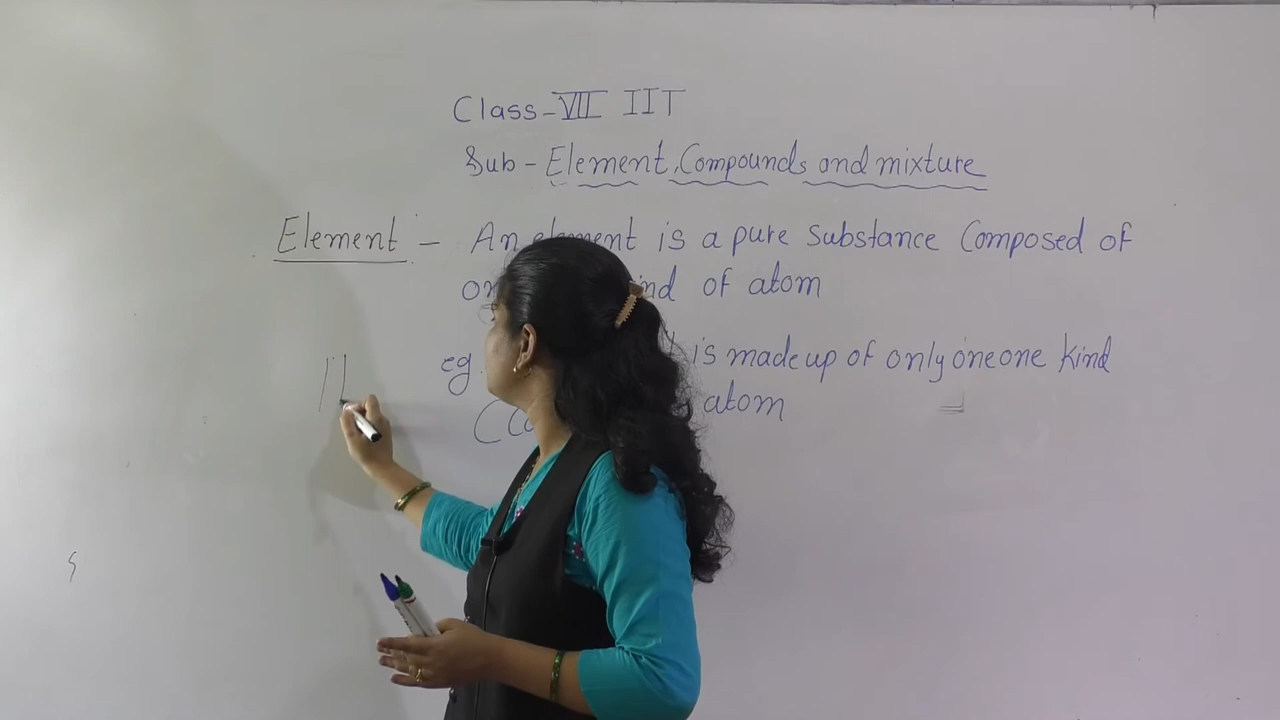 Class-VII IIT
Sub - Element, Compounds and mixture
Element :- An element is a pure substance Composed of
of atom
eg. is made up of only one one kind
atom